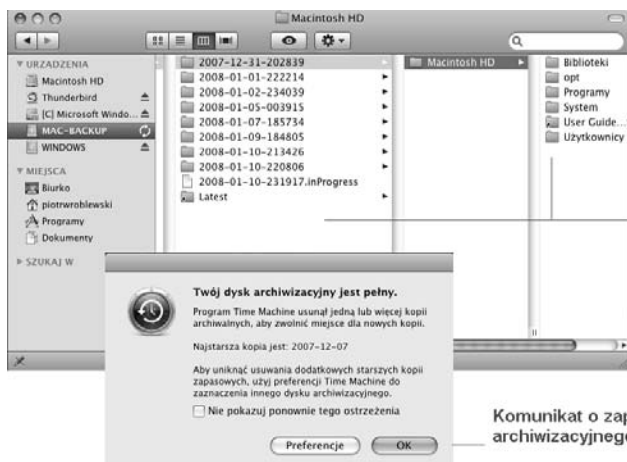 Macintosh HD
URZĄDZENIA
Macintosh HD
Thunderbird
[C] Microsoft Windo...
MAC-BACKUP
WINDOWS
MIEJSCA
Biurko
piotrwroblewski
Programy
Dokumenty
SZUKAJ W
2007-12-31-202839
2008-01-01-222214
2008-01-02-234039
2008-01-05-003915
2008-01-07-185734
2008-01-09-184805
2008-01-10-213426
2008-01-10-220806
2008-01-10-231917.inProgress
Latest
Macintosh HD
Biblioteki
opt
Programy
System
User Guide...
Użytkownicy
Twój dysk archiwizacyjny jest pełny.
Program Time Machine usunął jedną lub więcej kopii
archiwalnych, aby zwolnić miejsce dla nowych kopii.
Najstarsza kopia jest: 2007-12-07
Aby uniknąć usuwania dodatkowych starszych kopii
zapasowych, użyj preferencji Time Machine do
zaznaczenia innego dysku archiwizacyjnego.
Nie pokazuj ponownie tego ostrzeżenia
Preferencje
OK
Komunikat o zap
archiwizacyjneg